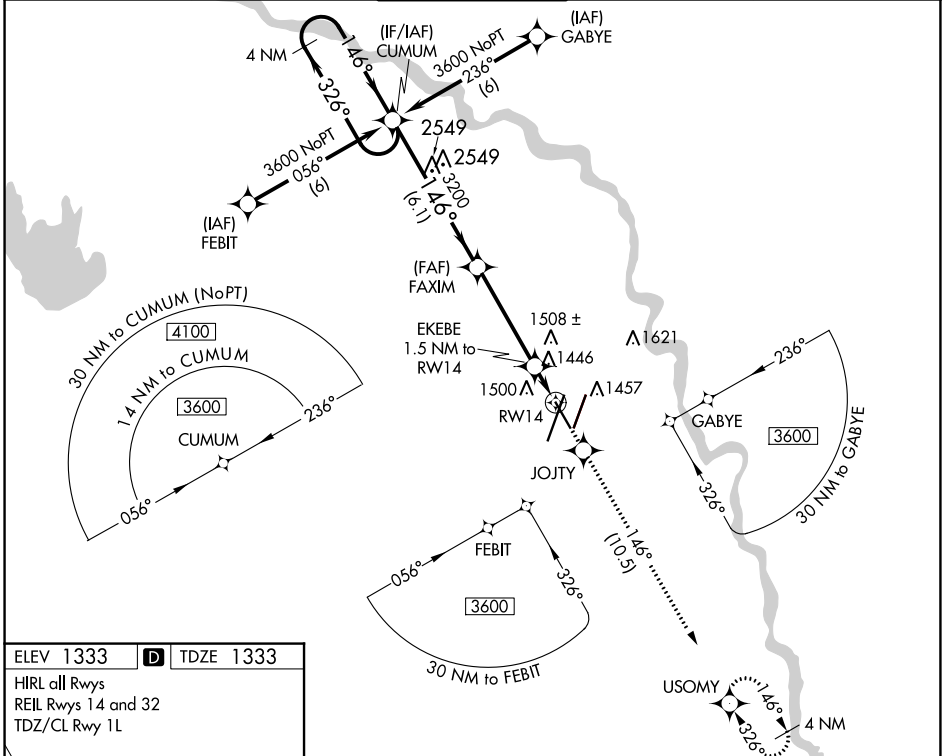 (IF/IAF)
CUMUM
(IAF)
GABYE
4 NM
146°
326°
3600 NoPT
236°
(6)
3600 NoPT
056°
(6)
2549
2549
3200
146°
(6.1)
(IAF)
FEBIT
(FAF)
FAXIM
EKEBE
1.5 NM to
RW14
1508 ±
1446
1621
1500
1457
RW14
JOJTY
30 NM to CUMUM (NoPT)
4100
14 NM to CUMUM
3600
CUMUM
236°
056°
236°
GABYE
3600
326°
30 NM to GABYE
056°
FEBIT
326°
3600
30 NM to FEBIT
146°
(10.5)
USOMY
146°
326°
4 NM
ELEV 1333 D TDZE 1333
HIRL all Rwys
REIL Rwys 14 and 32
TDZ/CL Rwy 1L